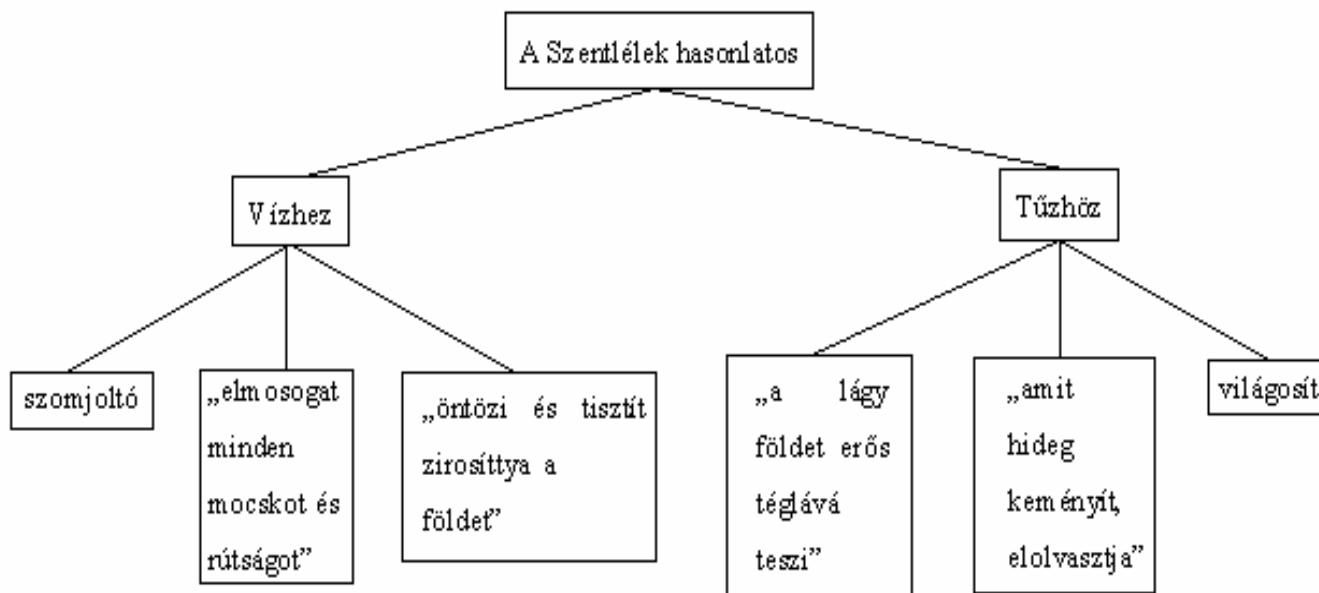 A Szentlélek hasonlatos
Vízhez
Tűzhöz
szomjoltó
„elmosogat
minden
mocskot és
rútságot”
„öntözi és tisztít
zirosíttya a
földet”
„a lágy
földet erős
téglává
teszi”
„amit
hideg
keményít,
elolvasztja”
világosít